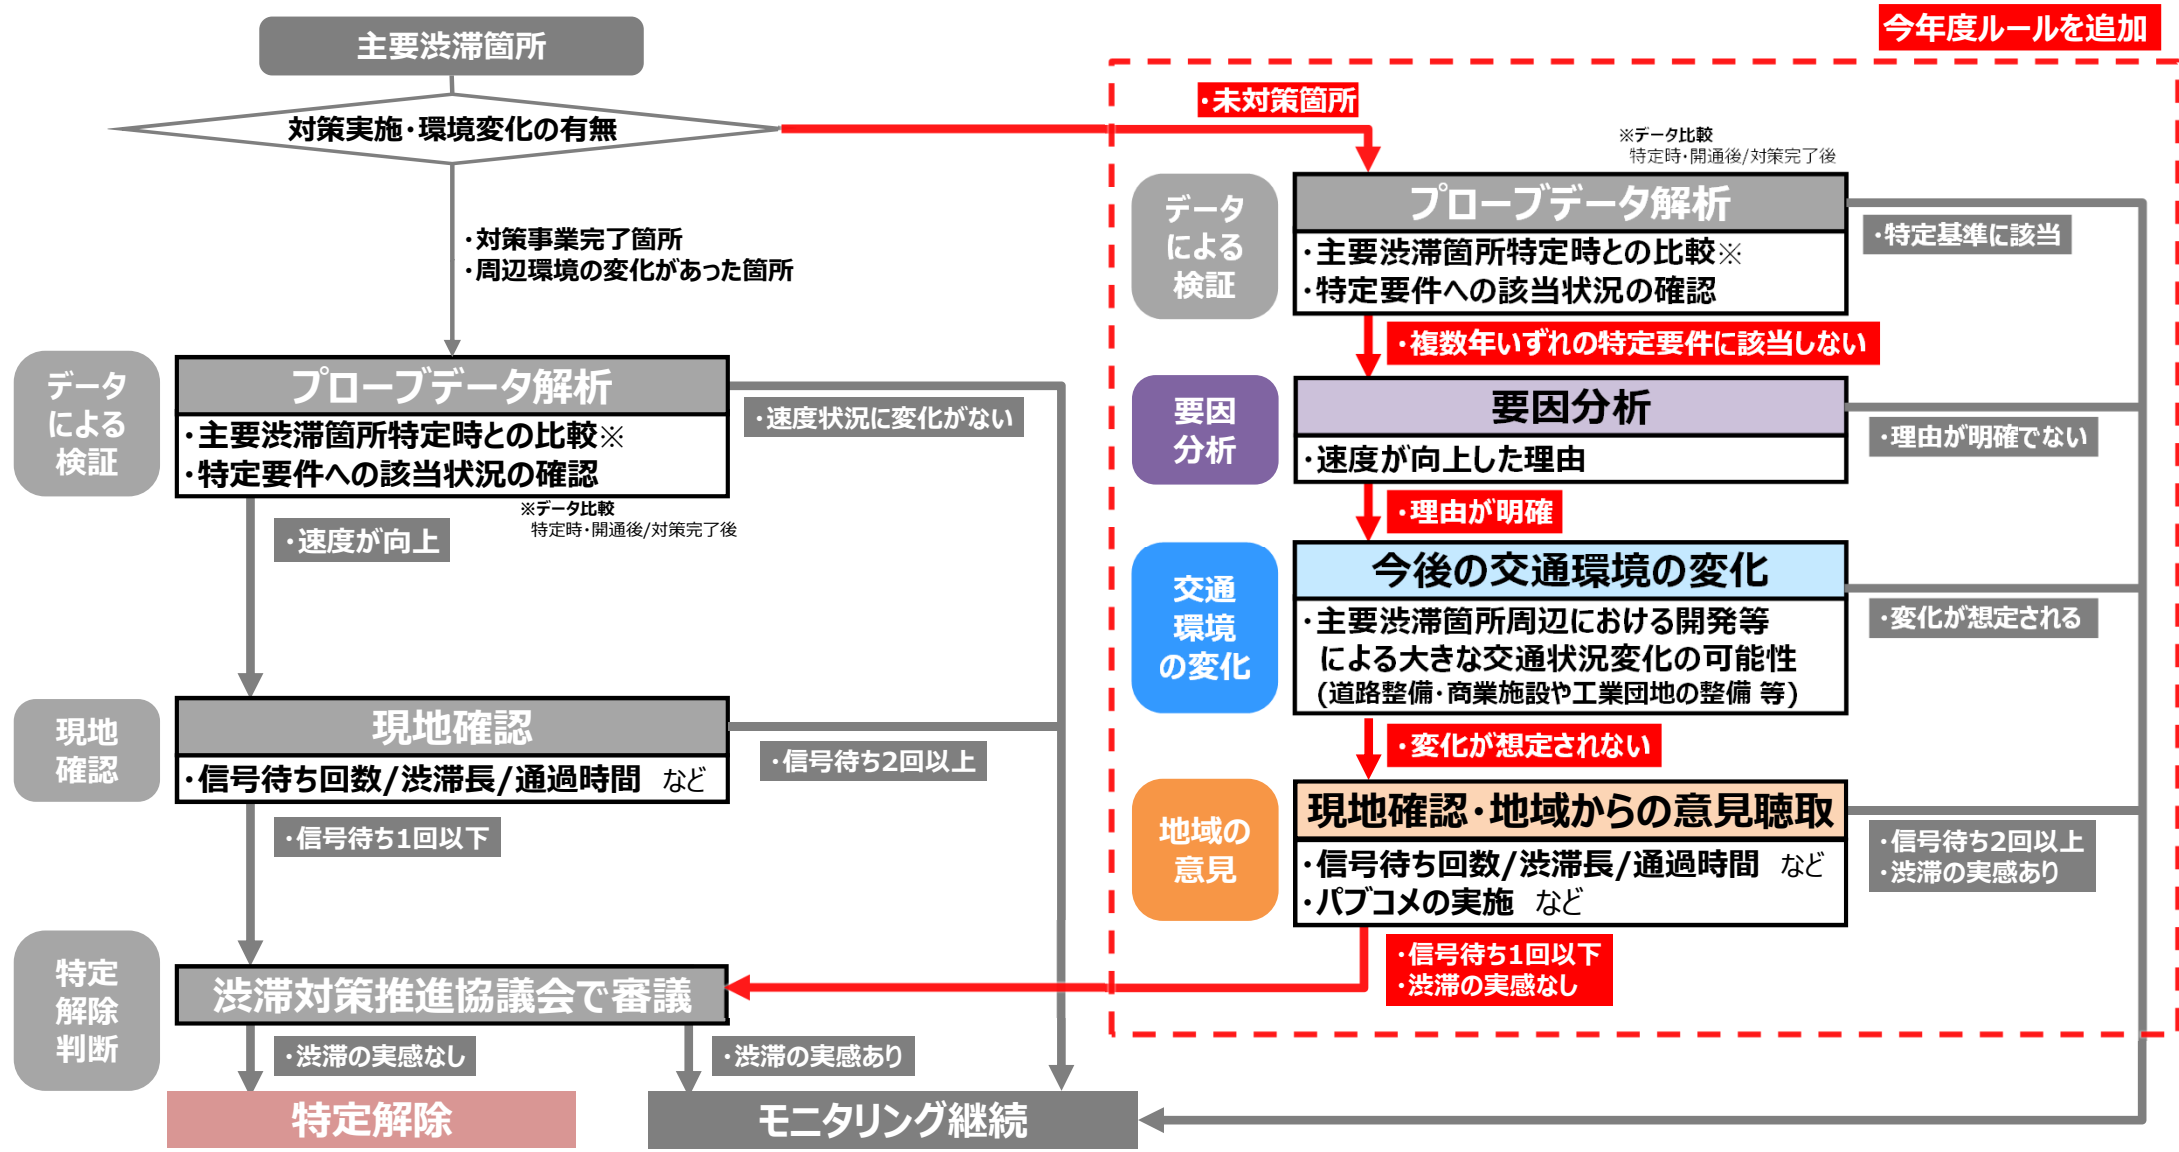 今年度ルールを追加
主要渋滞箇所
対策実施・環境変化の有無
・対策事業完了箇所
・周辺環境の変化があった箇所
データ
による
検証
プローブデータ解析
・主要渋滞箇所特定時との比較※
・特定要件への該当状況の確認
※データ比較
特定時・開通後/対策完了後
・速度状況に変化がない
・速度が向上
現地
確認
現地確認
・信号待ち回数/渋滞長/通過時間 など
・信号待ち2回以上
・信号待ち1回以下
特定
解除
判断
渋滞対策推進協議会で審議
・渋滞の実感なし
・渋滞の実感あり
特定解除
モニタリング継続
・未対策箇所
※データ比較
特定時・開通後/対策完了後
データ
による
検証
プローブデータ解析
・主要渋滞箇所特定時との比較※
・特定要件への該当状況の確認
・特定基準に該当
・複数年いずれの特定要件に該当しない
要因
分析
要因分析
・速度が向上した理由
・理由が明確でない
・理由が明確
交通
環境
の変化
今後の交通環境の変化
・主要渋滞箇所周辺における開発等
による大きな交通状況変化の可能性
(道路整備・商業施設や工業団地の整備 等)
・変化が想定される
・変化が想定されない
地域の
意見
現地確認・地域からの意見聴取
・信号待ち回数/渋滞長/通過時間 など
・パブコメの実施 など
・信号待ち2回以上
・渋滞の実感あり
・信号待ち1回以下
・渋滞の実感なし